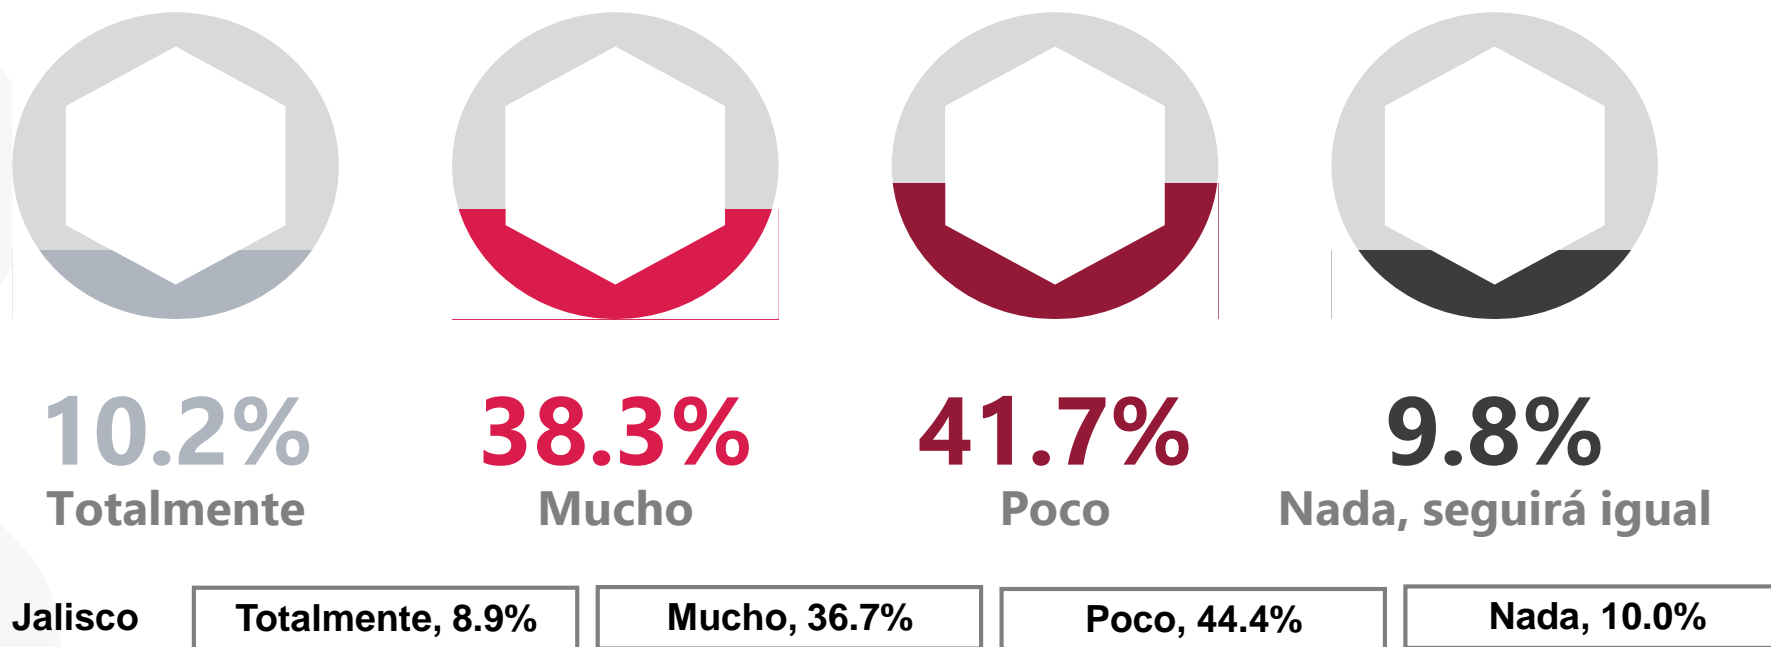 10.2% 38.3% 41.7% 9.8%
Totalmente Mucho Poco Nada, seguirá igual
Jalisco Totalmente, 8.9% Mucho, 36.7% Poco, 44.4% Nada, 10.0%